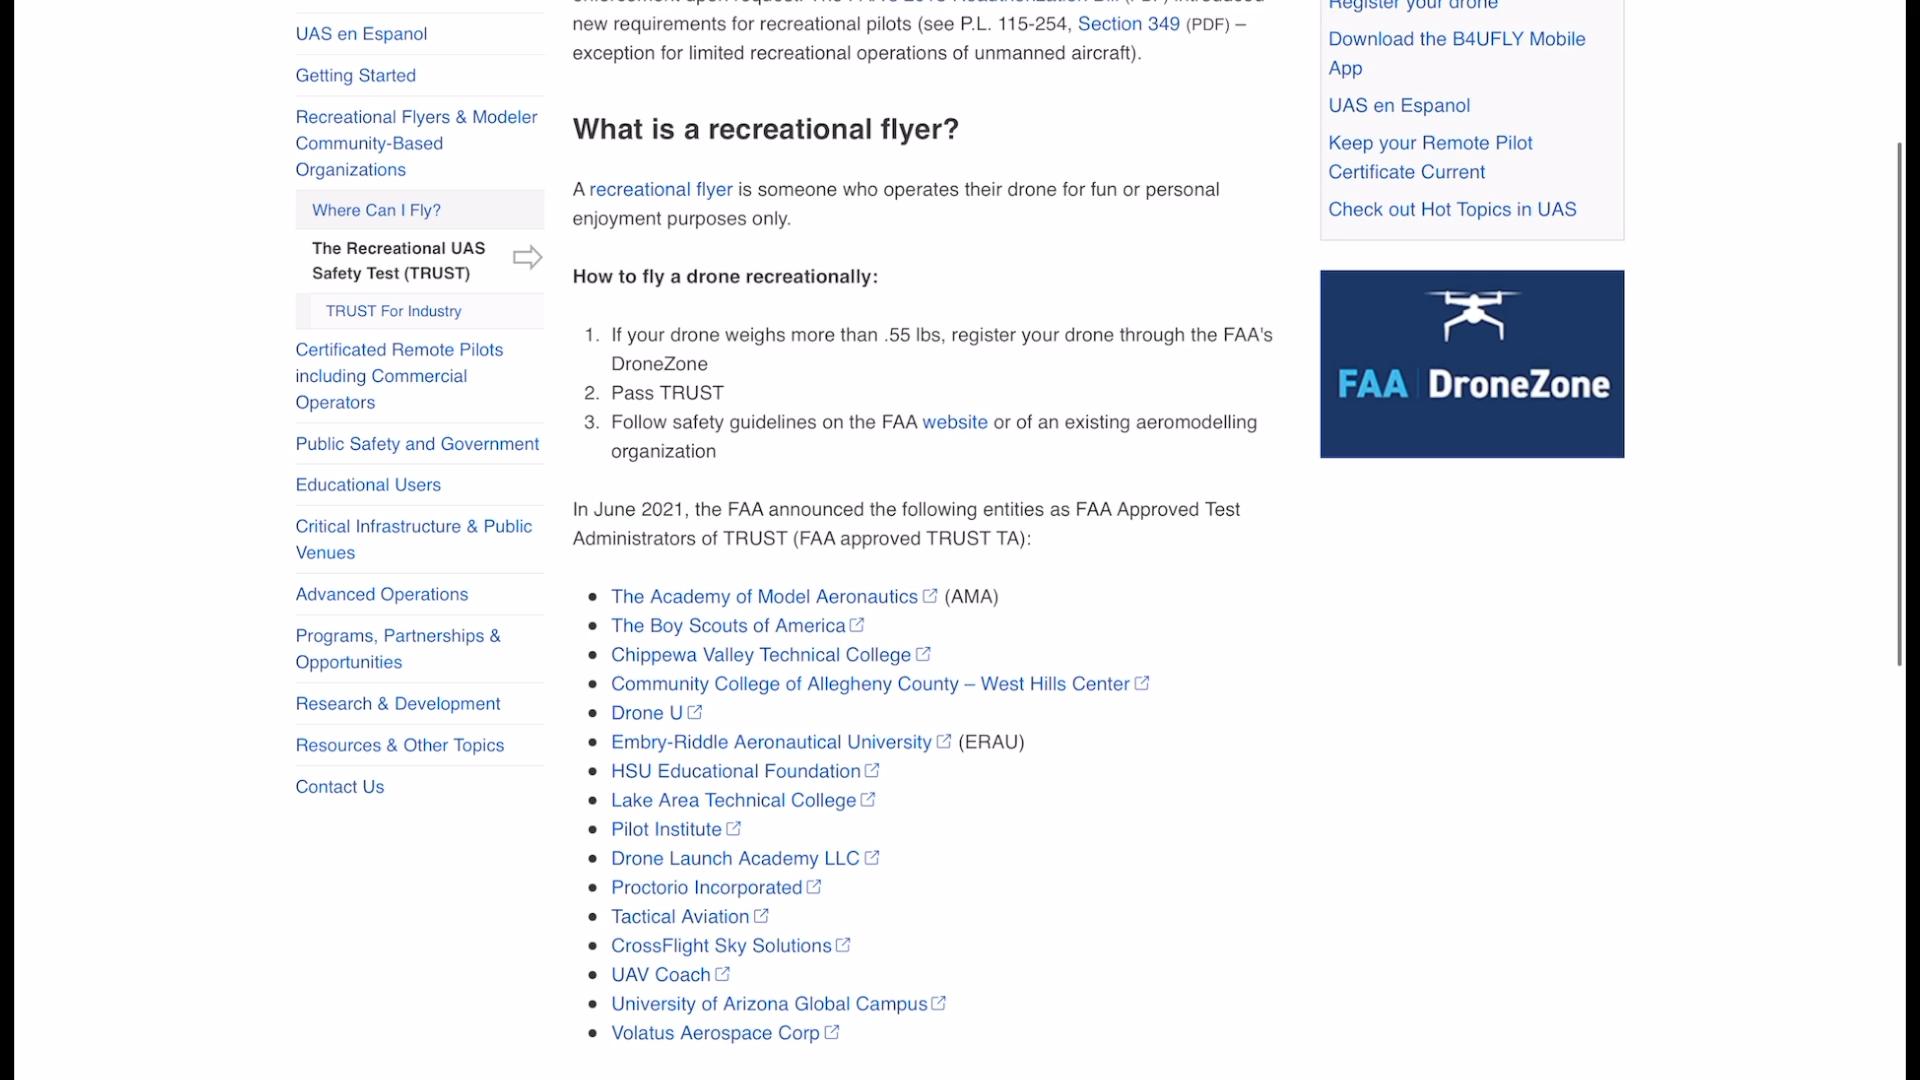 UAS en Espanol
Getting Started
Recreational Flyers & Modeler
Community-Based
Organizations
Where Can I Fly?
The Recreational UAS
Safety Test (TRUST)
TRUST For Industry
Certificated Remote Pilots
including Commercial
Operators
Public Safety and Government
Educational Users
Critical Infrastructure & Public
Venues
Advanced Operations
Programs, Partnerships &
Opportunities
Research & Development
Resources & Other Topics
Contact Us
new requirements for recreational pilots (see P.L. 115-254, Section 349 (PDF) –
exception for limited recreational operations of unmanned aircraft).
What is a recreational flyer?
A recreational flyer is someone who operates their drone for fun or personal
enjoyment purposes only.
How to fly a drone recreationally:
1. If your drone weighs more than .55 lbs, register your drone through the FAA's
DroneZone
2. Pass TRUST
3. Follow safety guidelines on the FAA website or of an existing aeromodelling
organization
In June 2021, the FAA announced the following entities as FAA Approved Test
Administrators of TRUST (FAA approved TRUST TA):
The Academy of Model Aeronautics (AMA)
The Boy Scouts of America
Chippewa Valley Technical College
Community College of Allegheny County – West Hills Center
Drone U
Embry-Riddle Aeronautical University (ERAU)
HSU Educational Foundation
Lake Area Technical College
Pilot Institute
Drone Launch Academy LLC
Proctorio Incorporated
Tactical Aviation
CrossFlight Sky Solutions
UAV Coach
University of Arizona Global Campus
Volatus Aerospace Corp
Register your drone
Download the B4UFLY Mobile
App
UAS en Espanol
Keep your Remote Pilot
Certificate Current
Check out Hot Topics in UAS
FAA DroneZone